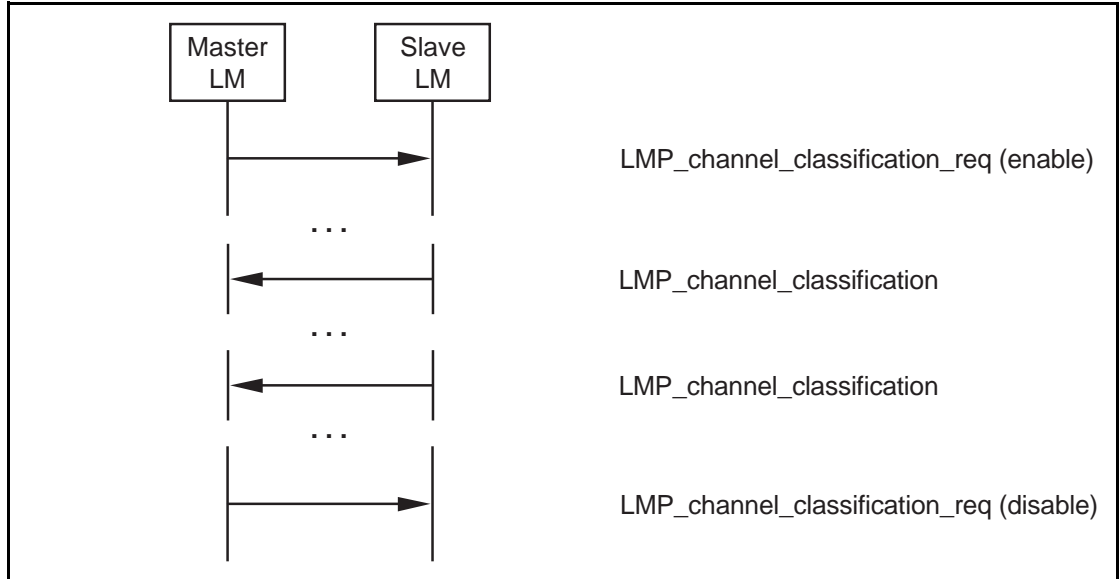 Master
LM
Slave
LM
LMP_channel_classification_req (enable)
...
LMP_channel_classification
...
LMP_channel_classification
...
LMP_channel_classification_req (disable)